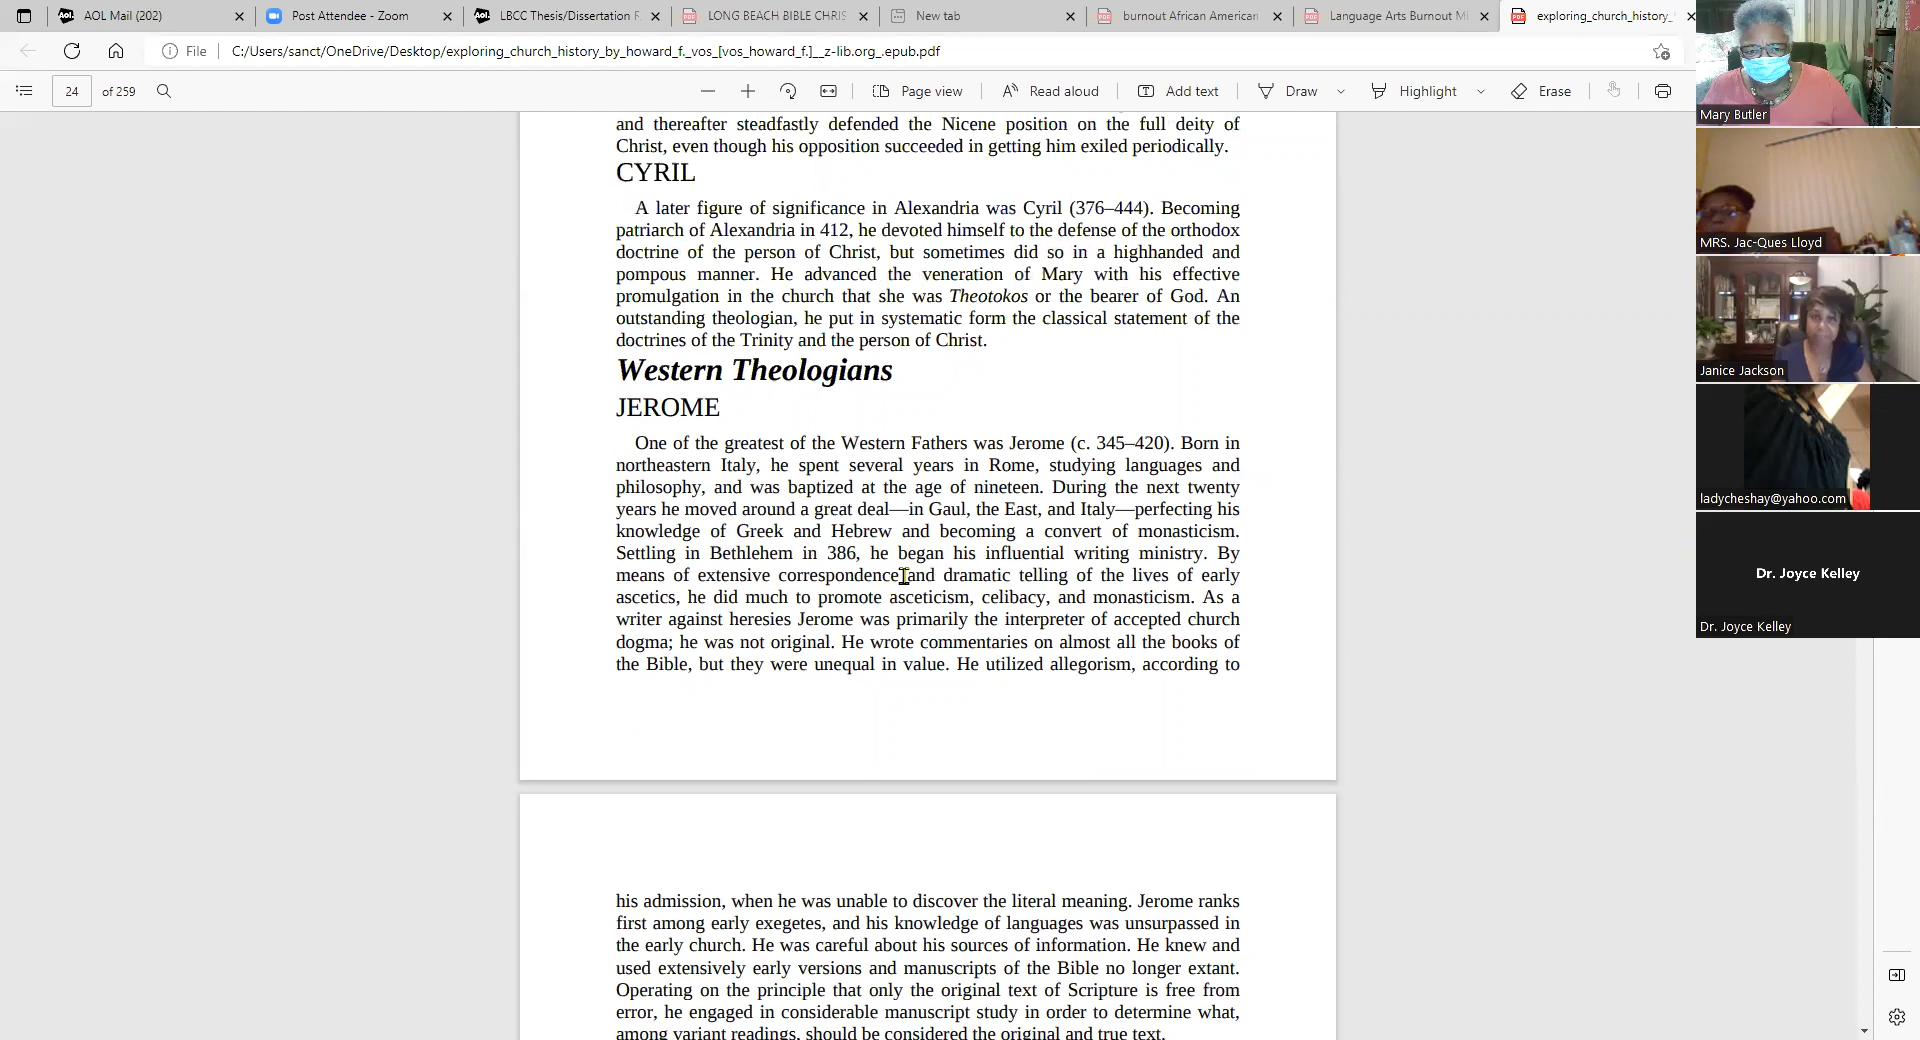 AOL Mail (202)
Post Attendee - Zoom
LBCC Thesis/Dissertation R
LONG BEACH BIBLE CHRIS
New tab
burnout African American
Language Arts Burnout MI
exploring_church_history_
File
C:/Users/sanct/OneDrive/Desktop/exploring_church_history_by_howard_f._vos_[vos_howard_f.]__z-lib.org_.epub.pdf
24 of 259
Page view
Read aloud
Add text
Draw
Highlight
Erase
and thereafter steadfastly defended the Nicene position on the full deity of
Christ, even though his opposition succeeded in getting him exiled periodically.
CYRIL
A later figure of significance in Alexandria was Cyril (376–444). Becoming
patriarch of Alexandria in 412, he devoted himself to the defense of the orthodox
doctrine of the person of Christ, but sometimes did so in a highhanded and
pompous manner. He advanced the veneration of Mary with his effective
promulgation in the church that she was Theotokos or the bearer of God. An
outstanding theologian, he put in systematic form the classical statement of the
doctrines of the Trinity and the person of Christ.
Western Theologians
JEROME
One of the greatest of the Western Fathers was Jerome (c. 345–420). Born in
northeastern Italy, he spent several years in Rome, studying languages and
philosophy, and was baptized at the age of nineteen. During the next twenty
years he moved around a great deal—in Gaul, the East, and Italy—perfecting his
knowledge of Greek and Hebrew and becoming a convert of monasticism.
Settling in Bethlehem in 386, he began his influential writing ministry. By
means of extensive correspondence and dramatic telling of the lives of early
ascetics, he did much to promote asceticism, celibacy, and monasticism. As a
writer against heresies Jerome was primarily the interpreter of accepted church
dogma; he was not original. He wrote commentaries on almost all the books of
the Bible, but they were unequal in value. He utilized allegorism, according to
his admission, when he was unable to discover the literal meaning. Jerome ranks
first among early exegetes, and his knowledge of languages was unsurpassed in
the early church. He was careful about his sources of information. He knew and
used extensively early versions and manuscripts of the Bible no longer extant.
Operating on the principle that only the original text of Scripture is free from
error, he engaged in considerable manuscript study in order to determine what,
among variant readings, should be considered the original and true text.
Mary Butler
MRS. Jac-Ques Lloyd
Janice Jackson
ladycheshay@yahoo.com
Dr. Joyce Kelley
Dr. Joyce Kelley